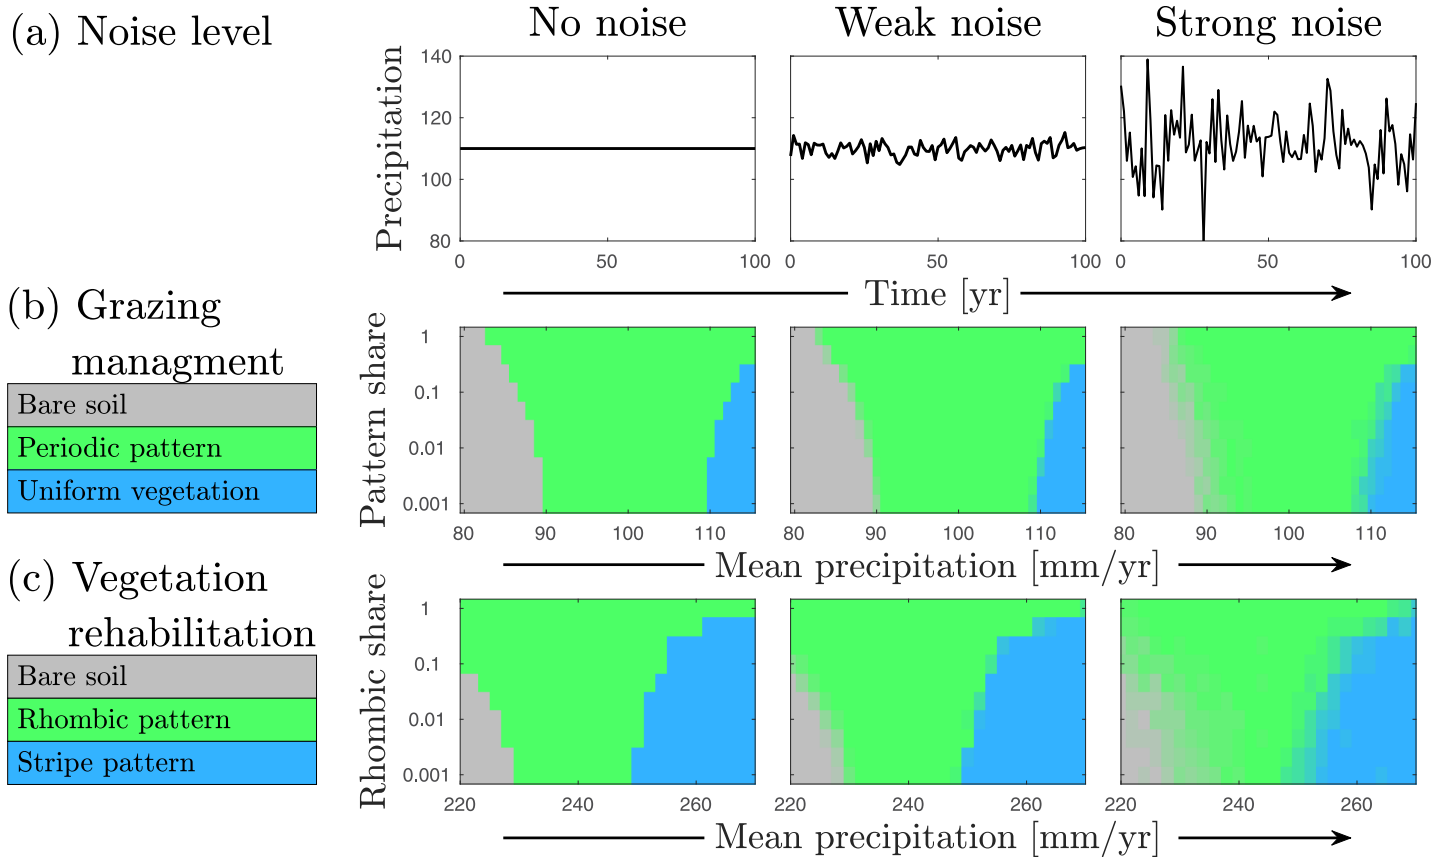 (a) Noise level
No noise
Weak noise
Strong noise
Precipitation
140
120
100
80
0 50 100
0 50 100
0 50 100
Time [yr]
(b) Grazing
managment
Bare soil
Periodic pattern
Uniform vegetation
Pattern share
1
0.1
0.01
0.001
80 90 100 110
80 90 100 110
80 90 100 110
Mean precipitation [mm/yr]
(c) Vegetation
rehabilitation
Bare soil
Rhombic pattern
Stripe pattern
Rhombic share
1
0.1
0.01
0.001
220 240 260
220 240 260
220 240 260
Mean precipitation [mm/yr]